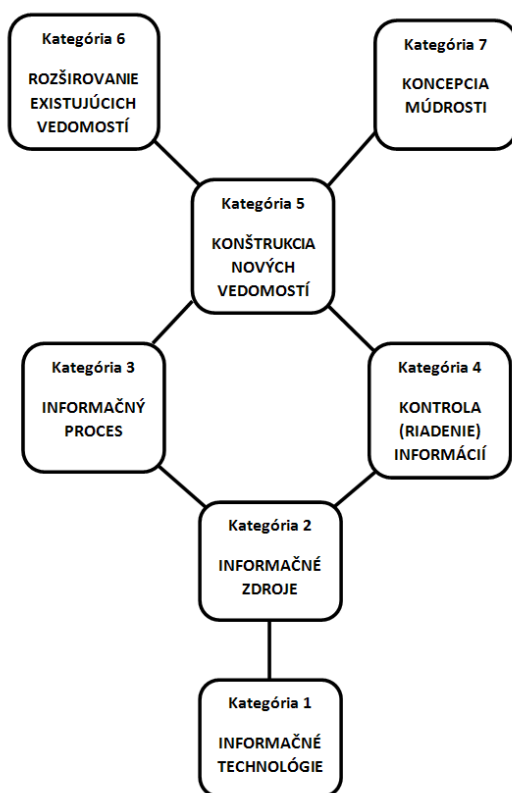 Kategória 6
ROZŠIROVANIE
EXISTUJÚCICH
VEDOMOSTÍ
Kategória 7
KONCEPCIA
MÚDROSTI
Kategória 5
KONŠTRUKCIA
NOVÝCH
VEDOMOSTÍ
Kategória 3
INFORMAČNÝ
PROCES
Kategória 4
KONTROLA
(RIADENIE)
INFORMÁCIÍ
Kategória 2
INFORMAČNÉ
ZDROJE
Kategória 1
INFORMAČNÉ
TECHNOLÓGIE